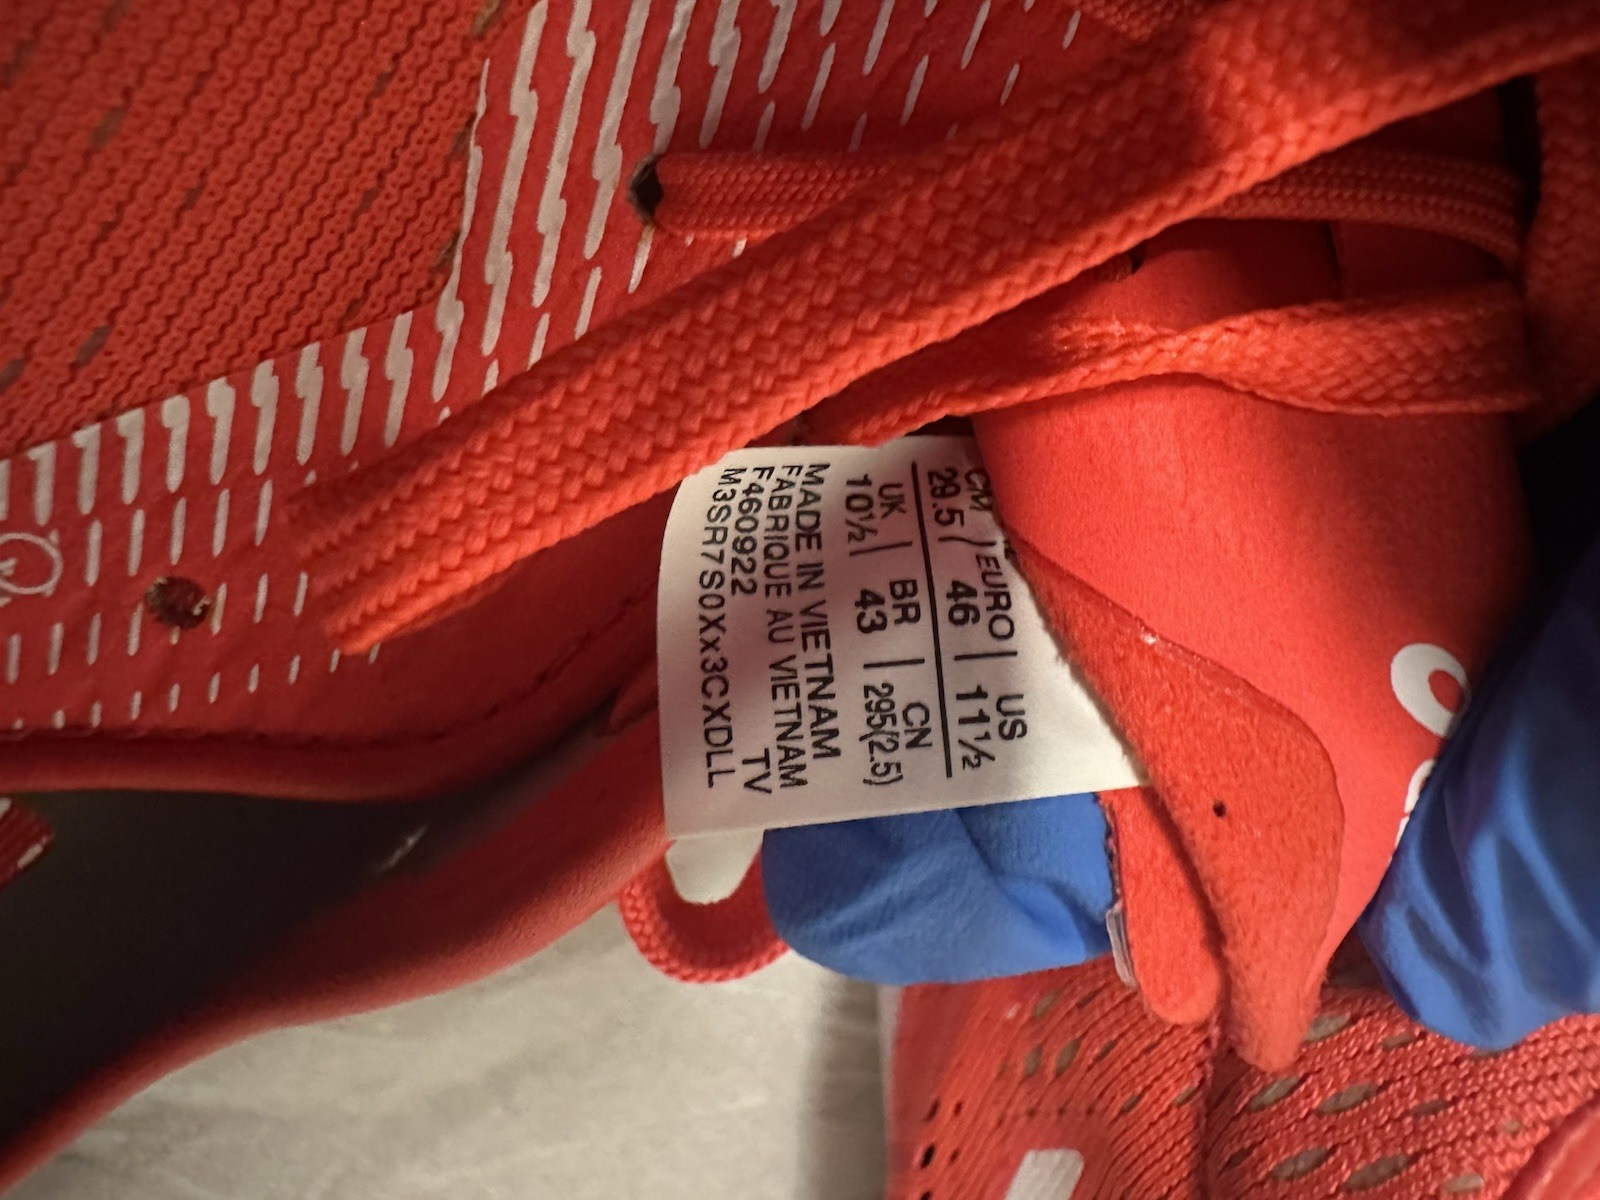 CM | EURO | US
29.5 | 46 | 11½
UK | BR | CN
10½ | 43 | 295(2.5)
MADE IN VIETNAM
FABRIQUE AU VIETNAM
F460922 TV
M3SR7S0Xx3CXDLL